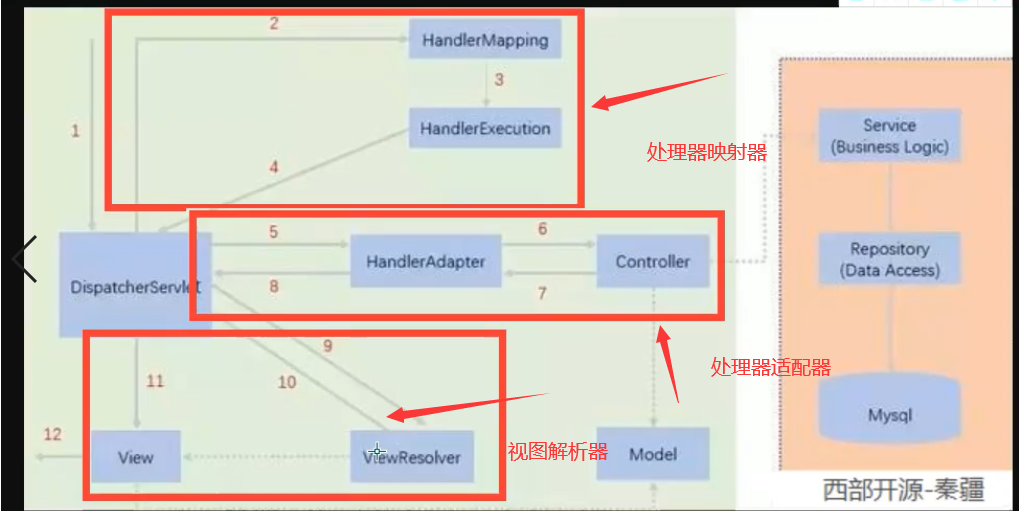 2
HandlerMapping
3
1
HandlerExecution
处理器映射器
Service
(Business Logic)
4
5
6
HandlerAdapter
Controller
Repository
(Data Access)
DispatcherServlet
8
7
9
10
处理器适配器
11
Mysql
12
View
ViewResolver
视图解析器
Model
西部开源-秦疆